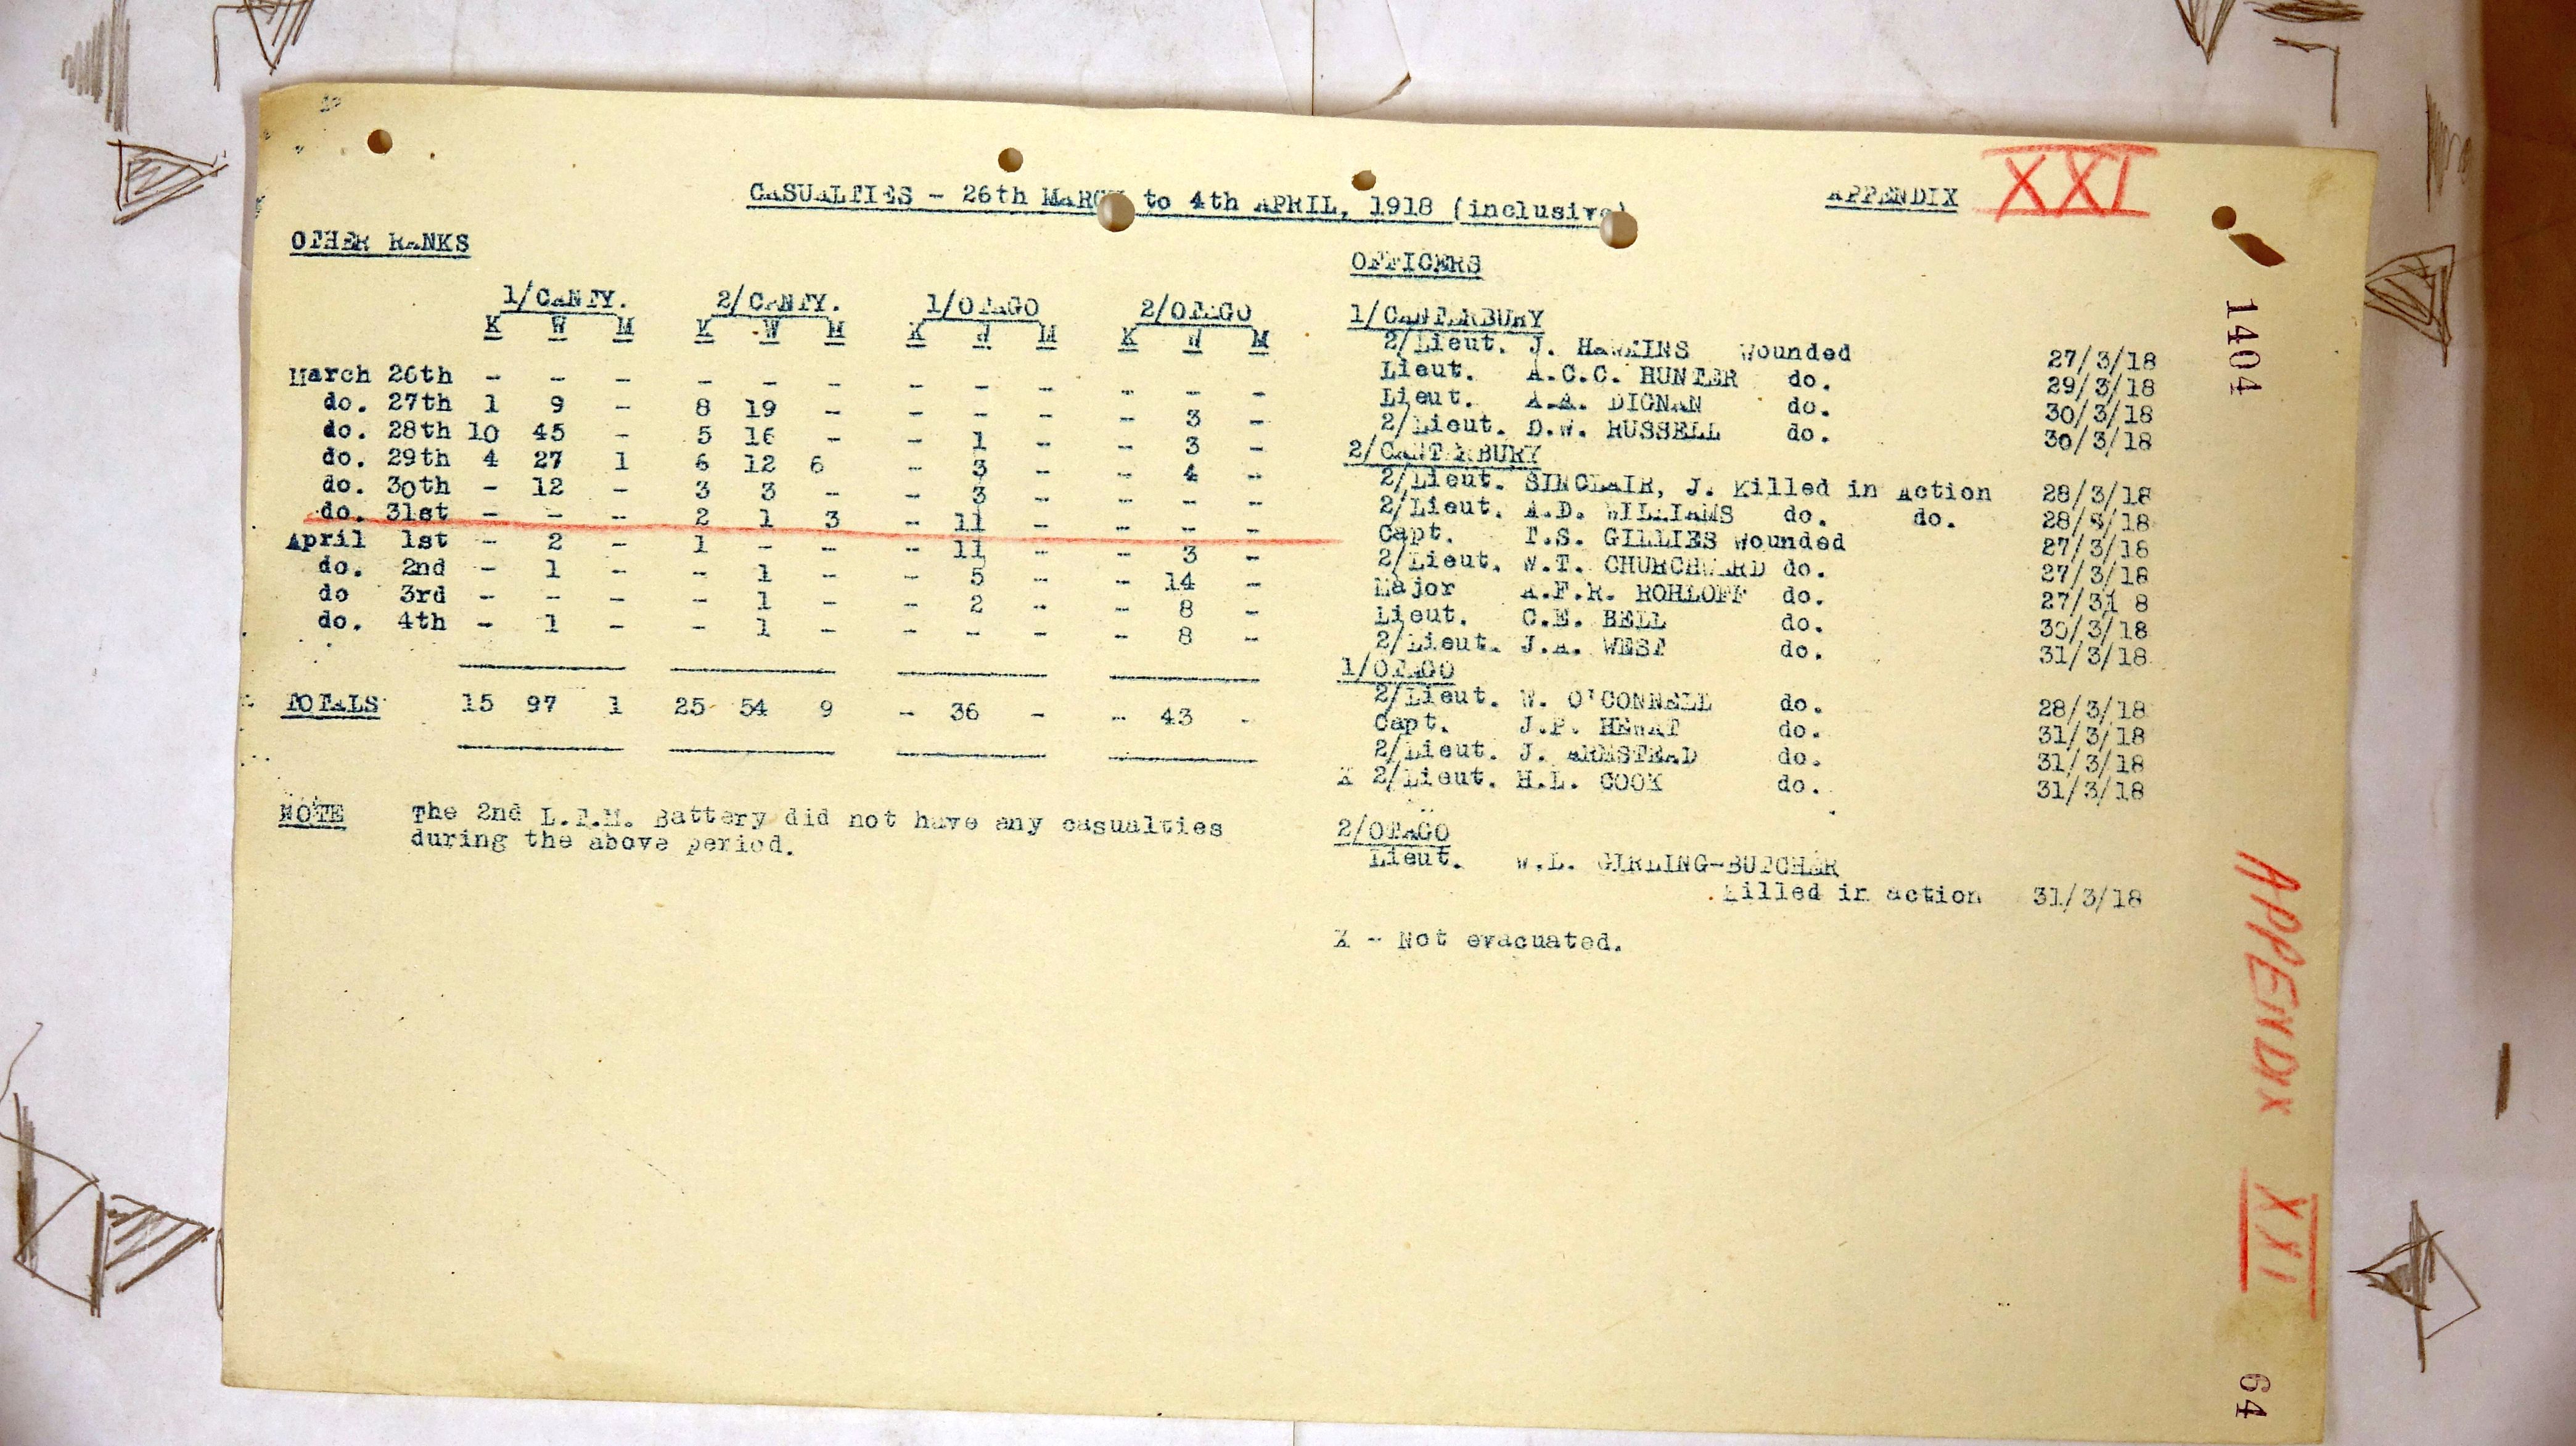 CASUALTIES - 26th MARCH to 4th APRIL, 1918 (inclusive)
APPENDIX XXI
OTHER RANKS
1/CANTY. 2/CANTY. 1/OTAGO 2/OTAGO
K W M K W M K W M K W M
March 26th - - - - - - - - - - - -
do. 27th 1 9 - 8 19 - - - - - 3 -
do. 28th 10 45 - 5 16 - - 1 - - 3 -
do. 29th 4 27 1 6 12 6 - 3 - - 4 -
do. 30th - 12 - 3 3 - - 3 - - - -
do. 31st - - - 2 1 3 - 11 - - - -
April 1st - 2 - 1 - - - 11 - - 3 -
do. 2nd - 1 - - 1 - - 5 - - 14 -
do 3rd - - - - 1 - - 2 - - 8 -
do. 4th - 1 - - 1 - - - - - 8 -
TOTALS 15 97 1 25 54 9 - 36 - - 43 -
NOTE The 2nd L.T.M. Battery did not have any casualties
during the above period.
OFFICERS
1/CANTERBURY
2/Lieut. J. HAWKINS Wounded 27/3/18
Lieut. A.C.C. HUNTER do. 29/3/18
Lieut. A.A. DIGNAN do. 30/3/18
2/Lieut. D.W. RUSSELL do. 30/3/18
2/CANTERBURY
2/Lieut. SINCLAIR, J. Killed in Action 28/3/18
2/Lieut. A.D. WILLIAMS do. do. 28/3/18
Capt. T.S. GILLIES Wounded 27/3/18
2/Lieut. W.T. CHURCHWARD do. 27/3/18
Major A.F.R. ROHLOFF do. 27/31 8
Lieut. C.E. BELL do. 30/3/18
2/Lieut. J.A. WEST do. 31/3/18
1/OTAGO
2/Lieut. W. O'CONNELL do. 28/3/18
Capt. J.P. HEWAT do. 31/3/18
2/Lieut. J. ARMSTEAD do. 31/3/18
X 2/Lieut. H.L. COOK do. 31/3/18
2/OTAGO
Lieut. W.L. GIRLING-BUTCHER
Killed in action 31/3/18
X - Not evacuated.
1404
APPENDIX XXI
64